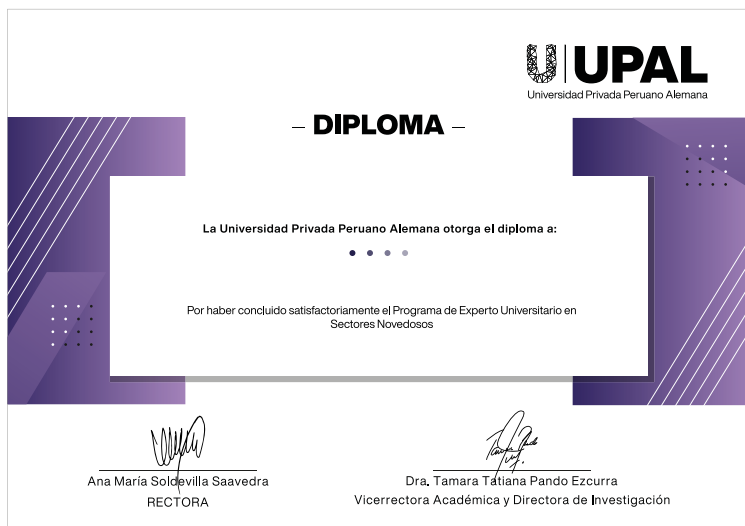 UPAL
Universidad Privada Peruano Alemana
– DIPLOMA –
La Universidad Privada Peruano Alemana otorga el diploma a:
Por haber concluido satisfactoriamente el Programa de Experto Universitario en
Sectores Novedosos
Ana María Soldevilla Saavedra
RECTORA
Dra. Tamara Tatiana Pando Ezcurra
Vicerrectora Académica y Directora de Investigación